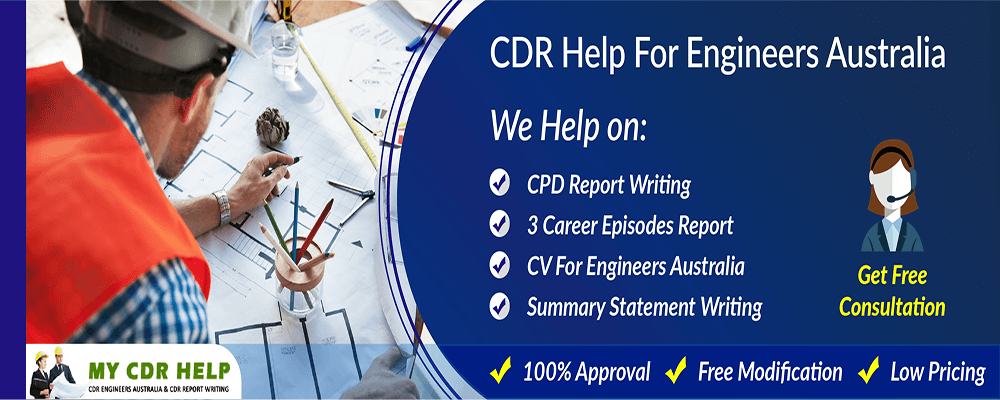 CDR Help For Engineers Australia
We Help on:
CPD Report Writing
3 Career Episodes Report
CV For Engineers Australia
Summary Statement Writing
Get Free
Consultation
MY CDR HELP
CDR ENGINEERS AUSTRALIA & CDR REPORT WRITING
100% Approval
Free Modification
Low Pricing